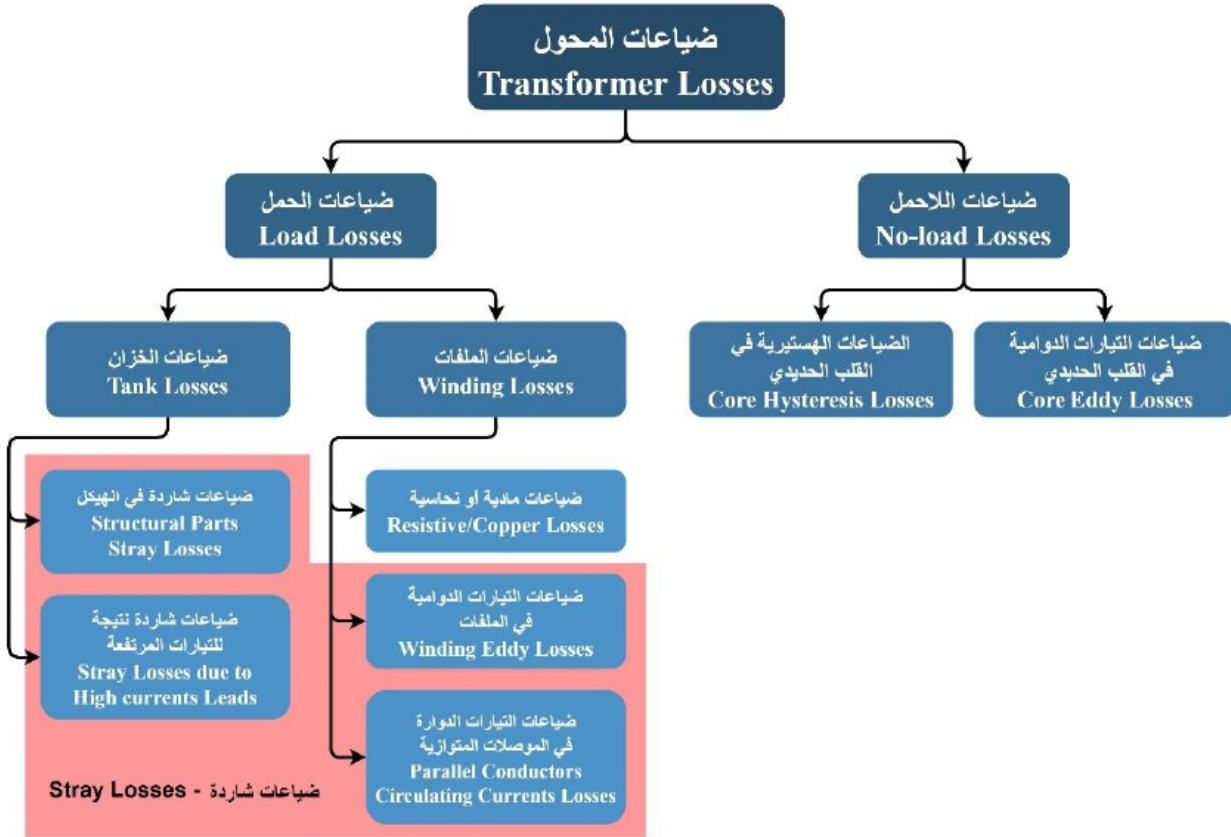 ضياعات المحول
Transformer Losses
ضياعات الحمل
Load Losses
ضياعات اللاحمل
No-load Losses
ضياعات الخزان
Tank Losses
ضياعات الملفات
Winding Losses
الضياعات الهستيرية في
القلب الحديدي
Core Hysteresis Losses
ضياعات التيارات الدوامية
في القلب الحديدي
Core Eddy Losses
ضياعات شاردة في الهيكل
Structural Parts
Stray Losses
ضياعات شاردة نتيجة
للتيارات المرتفعة
Stray Losses due to
High currents Leads
ضياعات مادية أو نحاسية
Resistive/Copper Losses
ضياعات التيارات الدوامية
في الملفات
Winding Eddy Losses
ضياعات التيارات الدوارة
في الموصلات المتوازية
Parallel Conductors
Circulating Currents Losses
Stray Losses - ضياعات شاردة